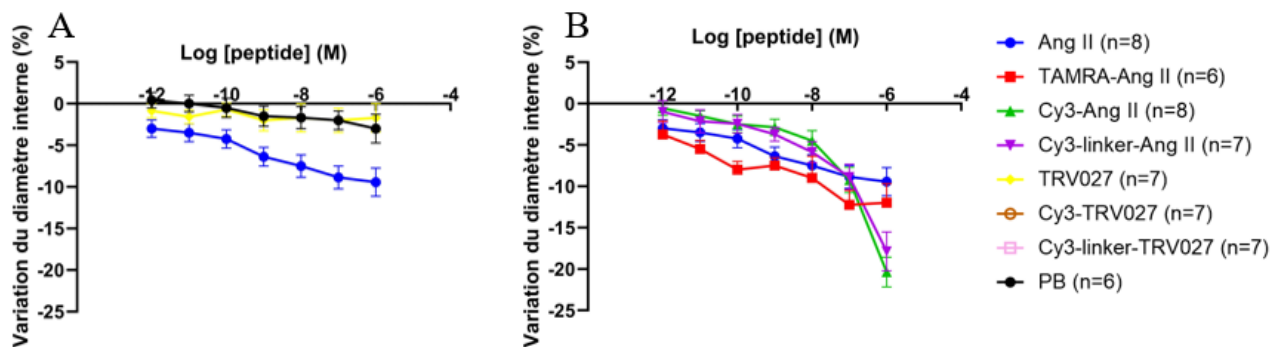 A
Log [peptide] (M)
Variation du diamètre interne (%)
-12 -10 -8 -6 -4
5
0
-5
-10
-15
-20
-25
B
Log [peptide] (M)
Variation du diamètre interne (%)
-12 -10 -8 -6 -4
5
0
-5
-10
-15
-20
-25
Ang II (n=8)
TAMRA-Ang II (n=6)
Cy3-Ang II (n=8)
Cy3-linker-Ang II (n=7)
TRV027 (n=7)
Cy3-TRV027 (n=7)
Cy3-linker-TRV027 (n=7)
PB (n=6)